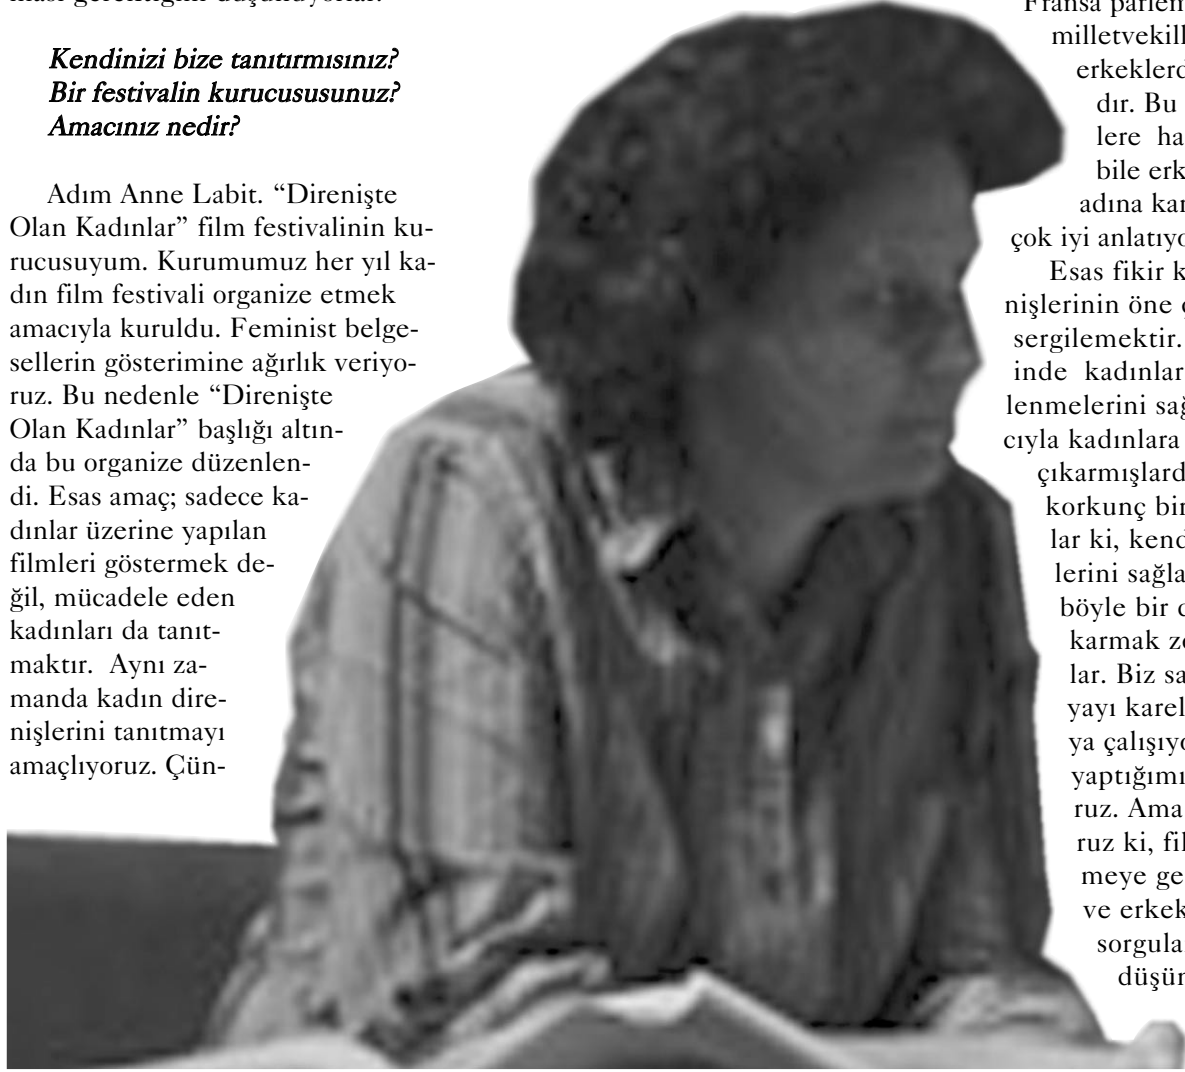 ması gerektiğini düşünüyorlar.
Kendinizi bize tanıtırmısınız?
Bir festivalin kurucususunuz?
Amacınız nedir?
Adım Anne Labit. “Direnişte
Olan Kadınlar” film festivalinin ku-
rucusuyum. Kurumumuz her yıl ka-
dın film festivali organize etmek
amacıyla kuruldu. Feminist belge-
sellerin gösterimine ağırlık veriyo-
ruz. Bu nedenle “Direnişte
Olan Kadınlar” başlığı altın-
da bu organize düzenlen-
di. Esas amaç; sadece ka-
dınlar üzerine yapılan
filmleri göstermek de-
ğil, mücadele eden
kadınları da tanıt-
maktır. Aynı za-
manda kadın dire-
nişlerini tanıtmayı
amaçlıyoruz. Çün-
Fransa parlem
milletvekill
erkeklerd
dır. Bu
lere ha
bile erk
adına kar
çok iyi anlatıyo
Esas fikir k
nişlerinin öne
sergilemektir.
inde kadınlar
lenmelerini sağ
cıyla kadınlara
çıkarmışlard
korkunç bir
lar ki, kend
lerini sağla
böyle bir
karmak ze
lar. Biz sa
yayı karel
ya çalışıyo
yaptığımı
ruz. Ama
ruz ki, fil
meye ge
ve erkek
sorgula
düşün